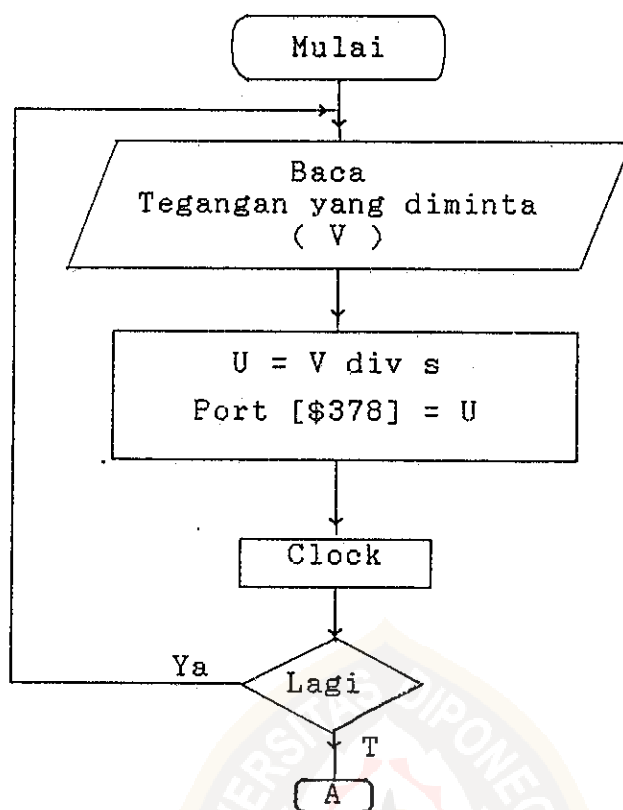 Mulai
Baca
Tegangan yang diminta
( V )
U = V div s
Port [$378] = U
Clock
Ya
Lagi
T
A